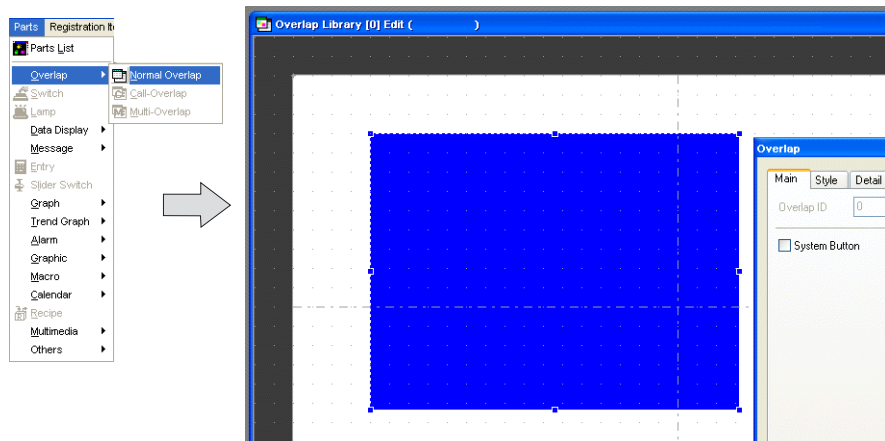 Parts Registration It
Parts List
Overlap
Normal Overlap
Switch
Call-Overlap
Lamp
Multi-Overlap
Data Display
Message
Entry
Slider Switch
Graph
Trend Graph
Alarm
Graphic
Macro
Calendar
Recipe
Multimedia
Others
Overlap Library [0] Edit ( )
Overlap
Main Style Detail
Overlap ID 0
System Button